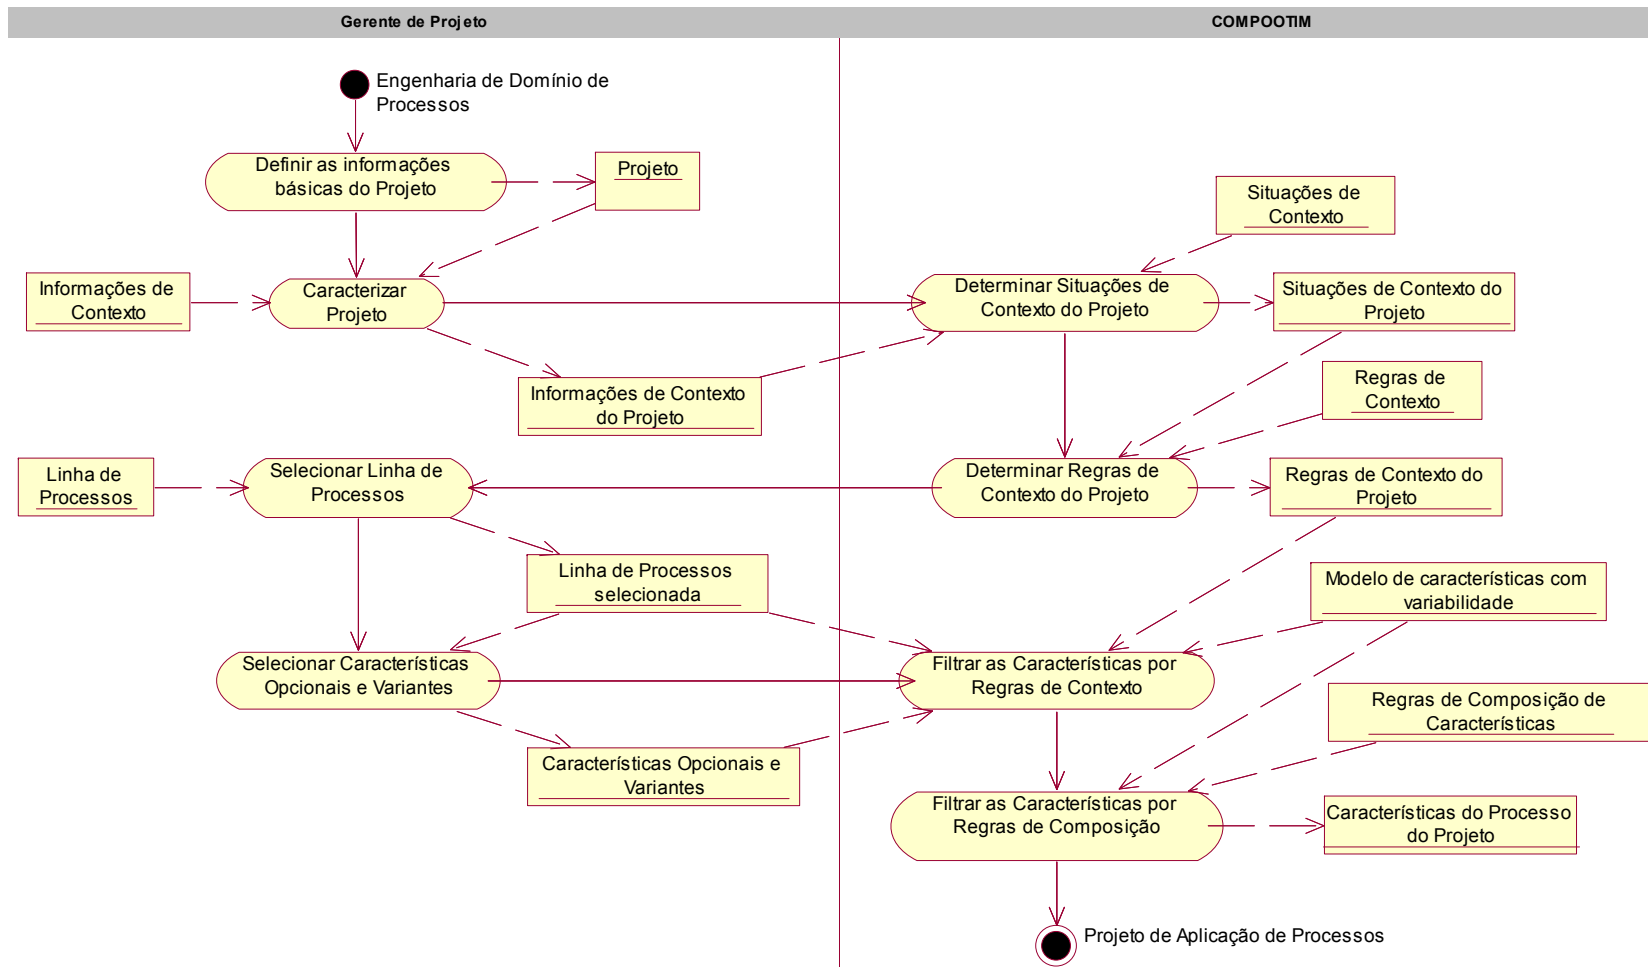 Gerente de Projeto
COMPOOTIM
Engenharia de Domínio de
Processos
Definir as informações
básicas do Projeto
Projeto
Situações de
Contexto
Informações de
Contexto
Caracterizar
Projeto
Determinar Situações de
Contexto do Projeto
Situações de Contexto do
Projeto
Informações de Contexto
do Projeto
Regras de
Contexto
Linha de
Processos
Selecionar Linha de
Processos
Determinar Regras de
Contexto do Projeto
Regras de Contexto do
Projeto
Linha de Processos
selecionada
Modelo de características com
variabilidade
Selecionar Características
Opcionais e Variantes
Filtrar as Características por
Regras de Contexto
Regras de Composição de
Características
Características Opcionais e
Variantes
Filtrar as Características por
Regras de Composição
Características do Processo
do Projeto
Projeto de Aplicação de Processos